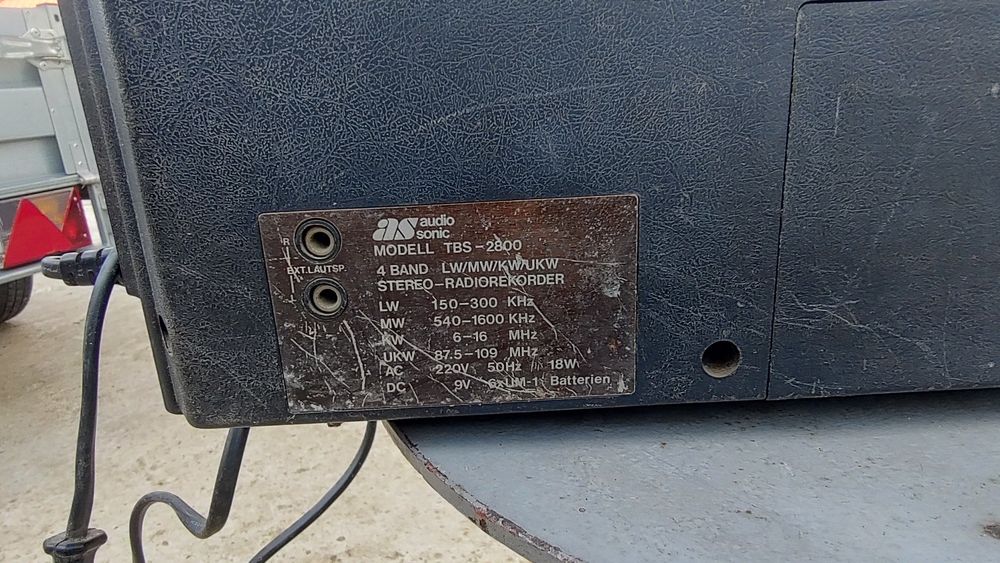 as audio
sonic
MODELL TBS-2800
R
EXT.LAUTSP.
L
4 BAND LW/MW/KW/UKW
STEREO-RADIOREKORDER
LW 150-300 KHz
MW 540-1600 KHz
KW 6-16 MHz
UKW 87.5-109 MHz
AC 220V 50Hz 18W
DC 9V 6xUM-1 Batterien